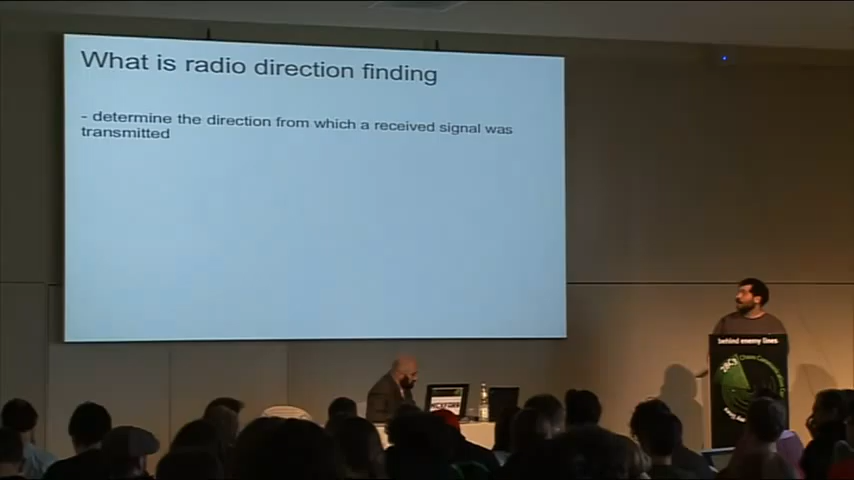 What is radio direction finding
- determine the direction from which a received signal was
transmitted
behind enemy lines